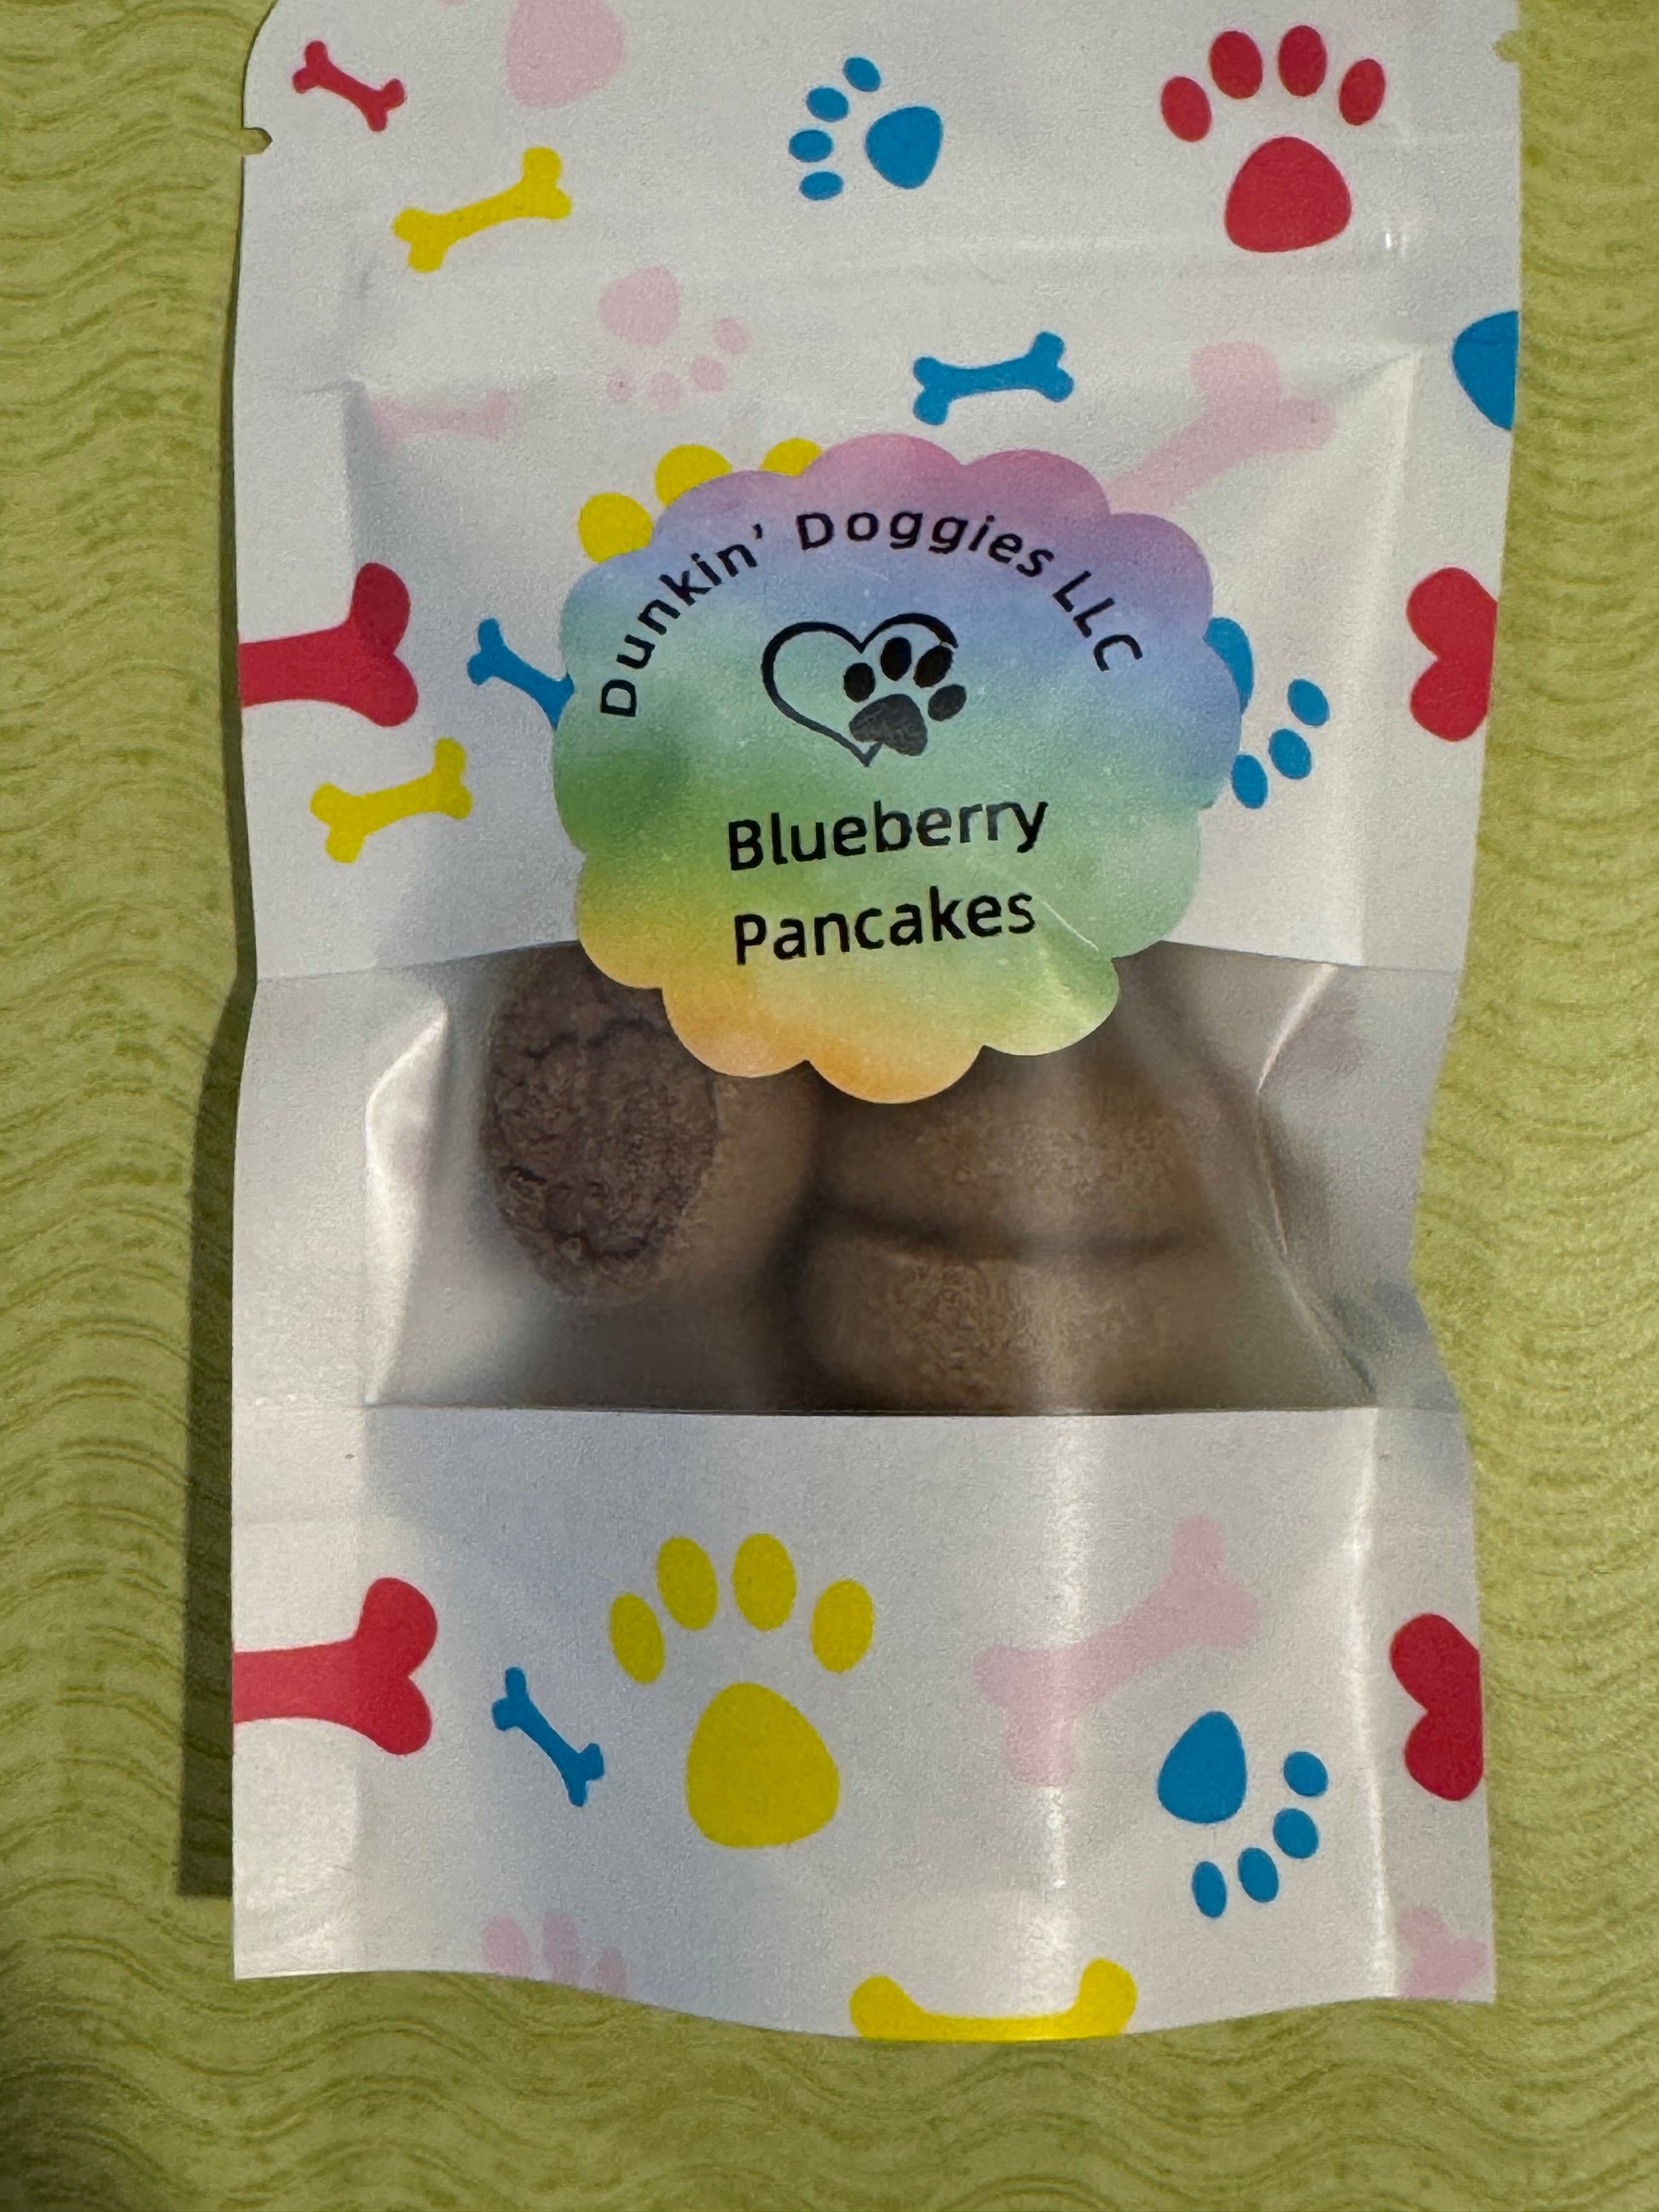 Dunkin' Doggies LLC
Blueberry
Pancakes